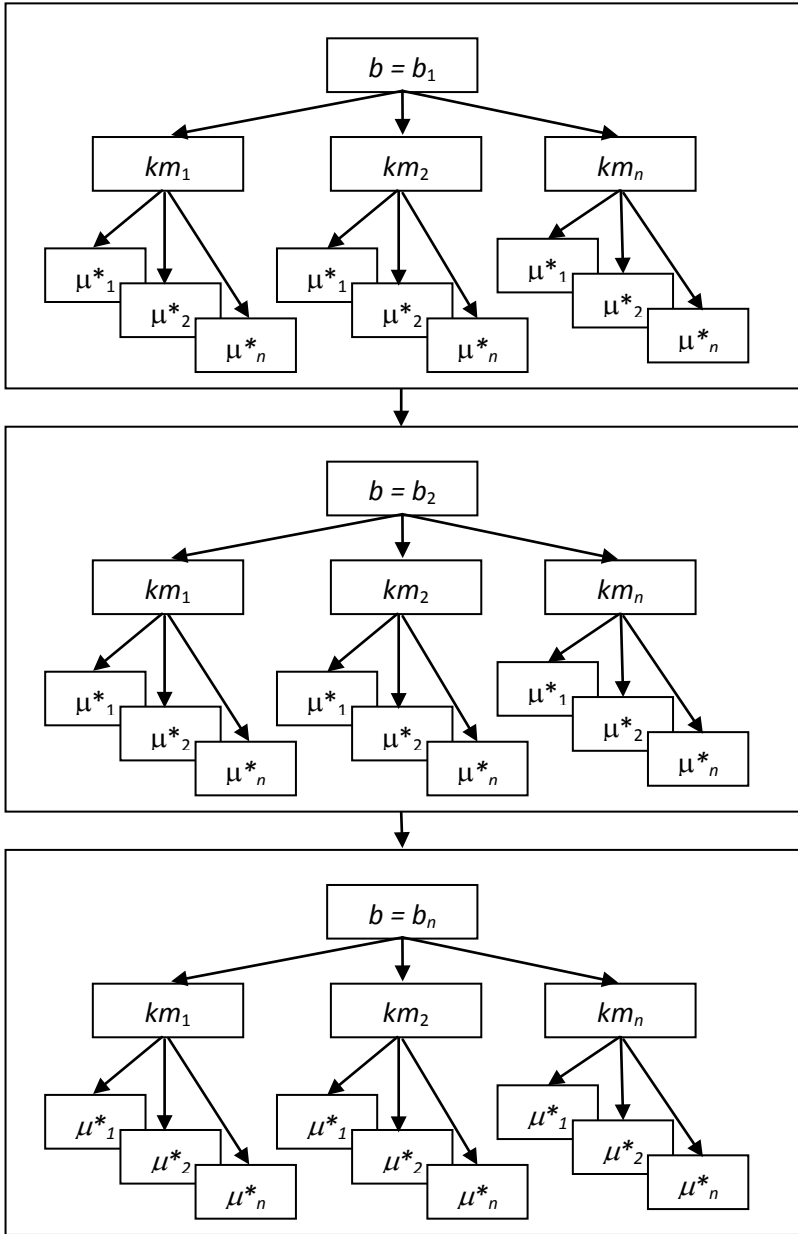 b = b₁
km₁ km₂ kmₙ
μ*₁ μ*₁ μ*₁
μ*₂ μ*₂ μ*₂
μ*ₙ μ*ₙ μ*ₙ
b = b₂
km₁ km₂ kmₙ
μ*₁ μ*₁ μ*₁
μ*₂ μ*₂ μ*₂
μ*ₙ μ*ₙ μ*ₙ
b = bₙ
km₁ km₂ kmₙ
μ*₁ μ*₁ μ*₁
μ*₂ μ*₂ μ*₂
μ*ₙ μ*ₙ μ*ₙ